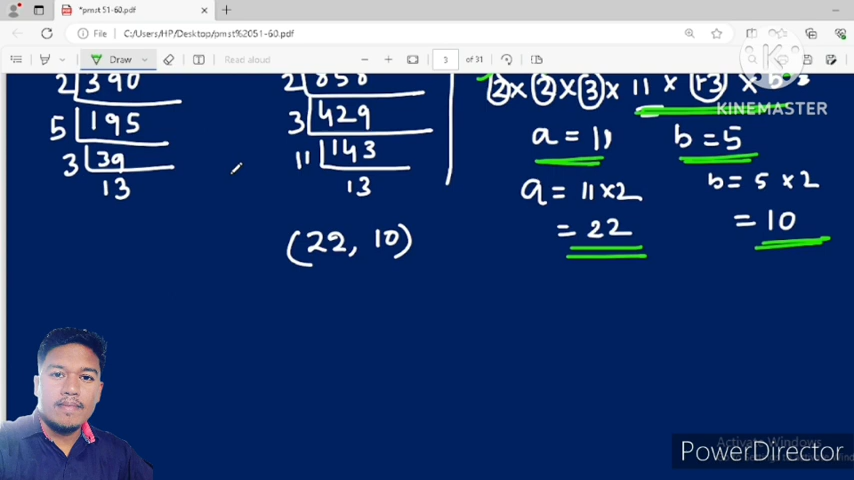 *pmst 51-60.pdf
File C:/Users/HP/Desktop/pmst%2051-60.pdf
Draw Read aloud 3 of 31
KINEMASTER
2 390
5 195
3 39
13
2 858
3 429
11 143
13
(22, 10)
2 × 2 × 3 × 11 × 13 ×
a = 11 b = 5
a = 11 × 2
= 22
b = 5 × 2
= 10
Activate Windows
PowerDirector